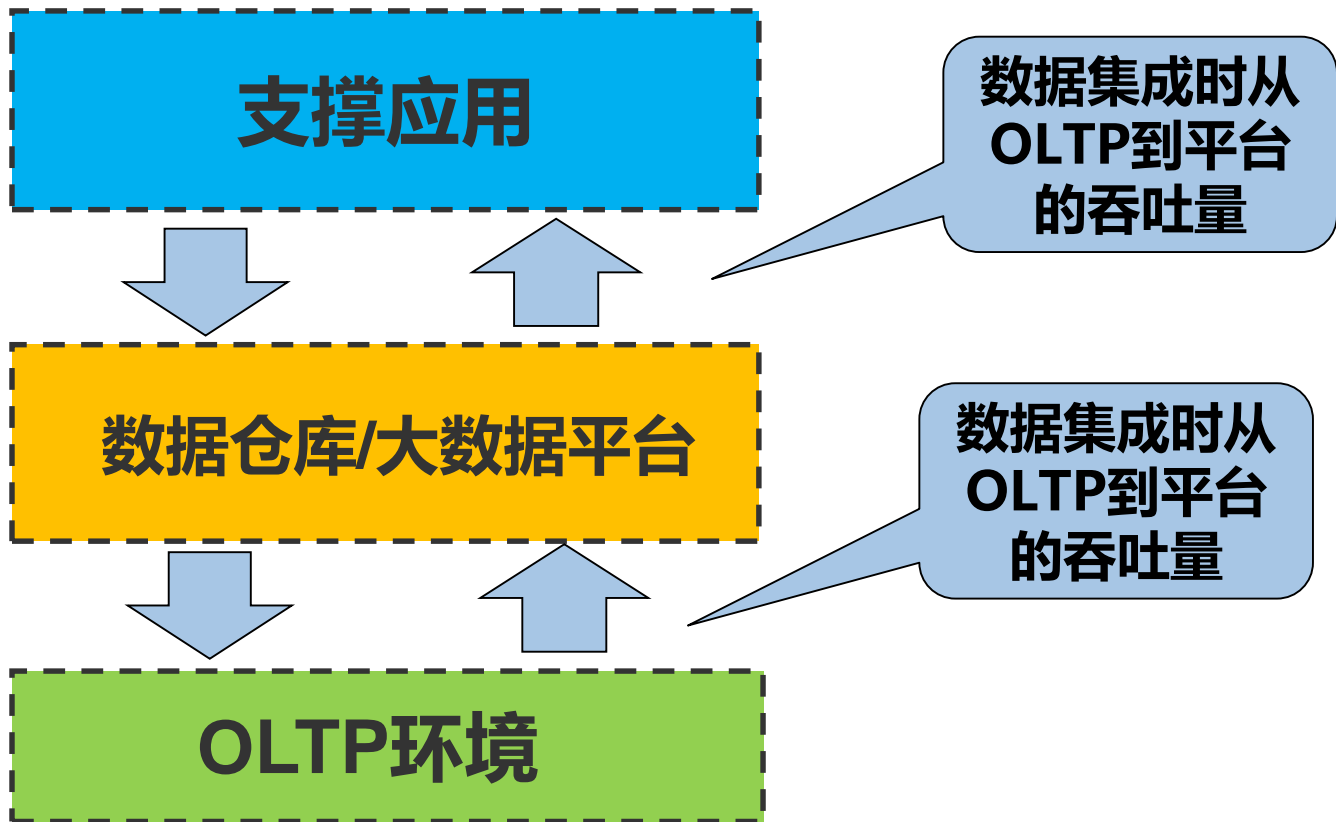 支撑应用
数据集成时从
OLTP到平台
的吞吐量
数据仓库/大数据平台
数据集成时从
OLTP到平台
的吞吐量
OLTP环境